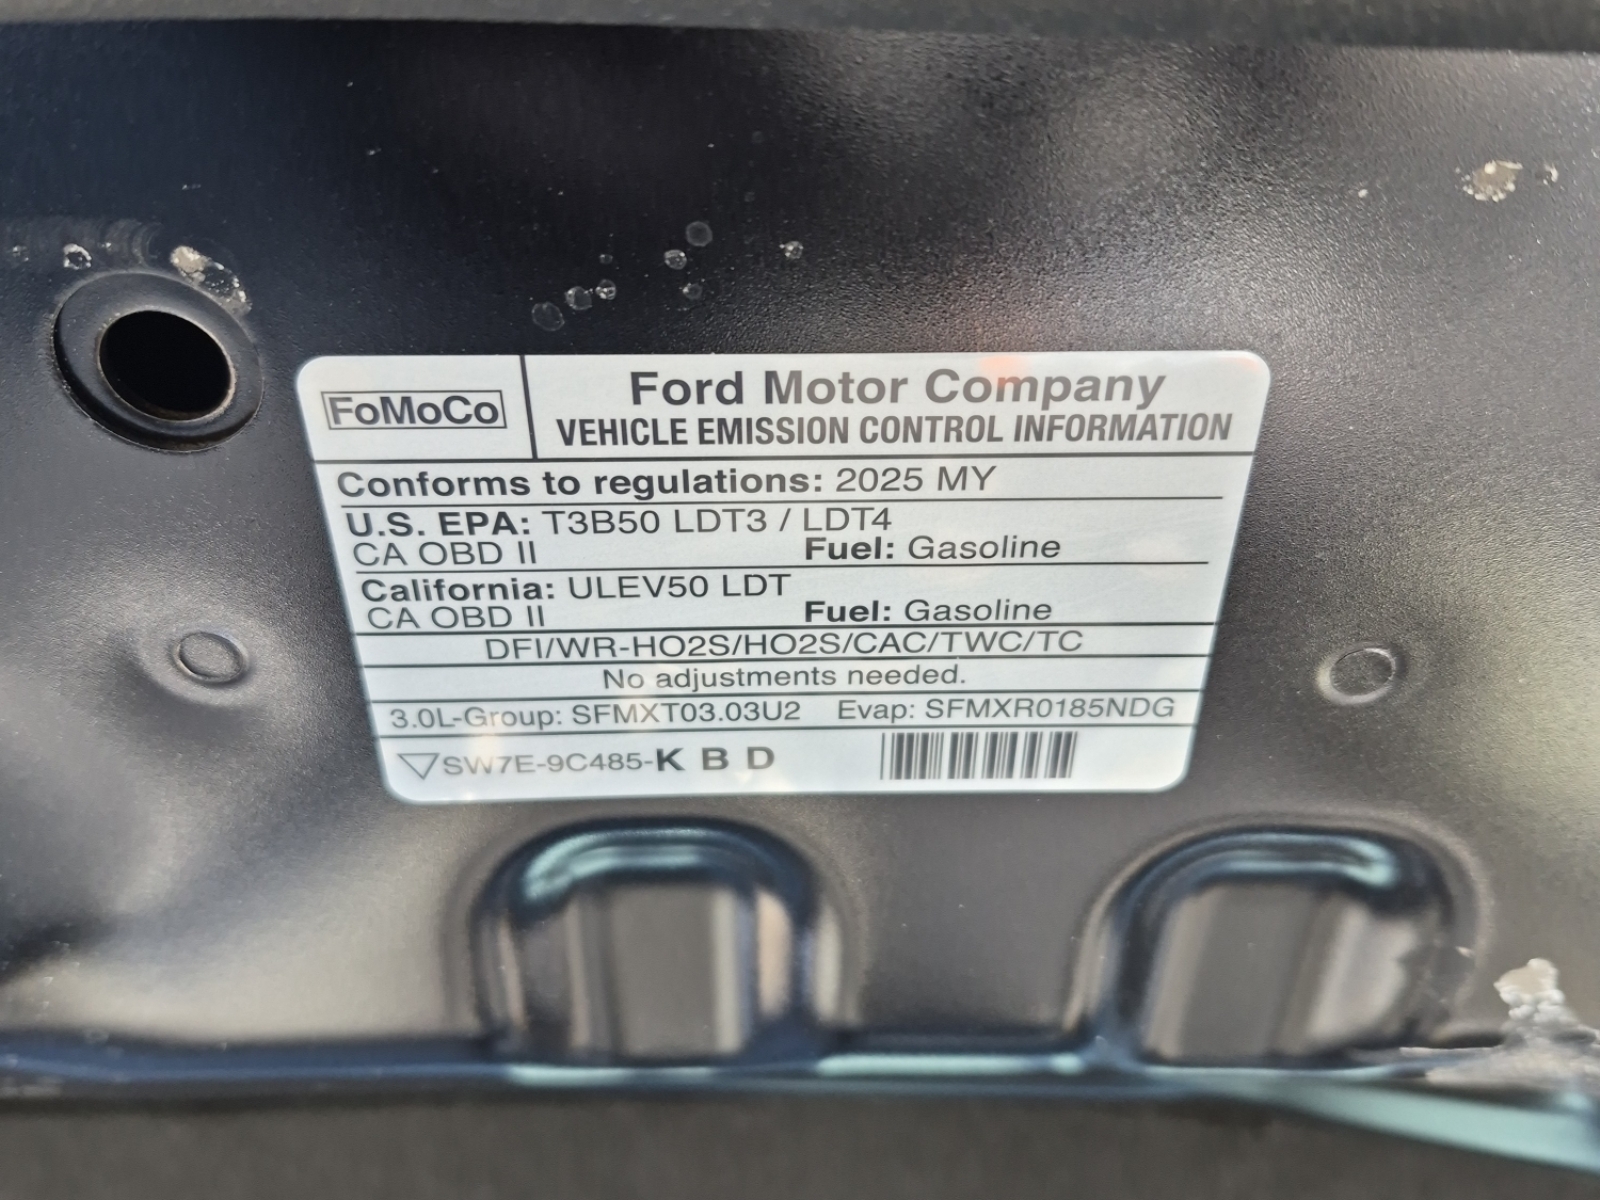 FoMoCo
Ford Motor Company
VEHICLE EMISSION CONTROL INFORMATION
Conforms to regulations: 2025 MY
U.S. EPA: T3B50 LDT3 / LDT4
CA OBD II Fuel: Gasoline
California: ULEV50 LDT
CA OBD II Fuel: Gasoline
DFI/WR-HO2S/HO2S/CAC/TWC/TC
No adjustments needed.
3.0L-Group: SFMXT03.03U2 Evap: SFMXR0185NDG
SW7E-9C485-K B D